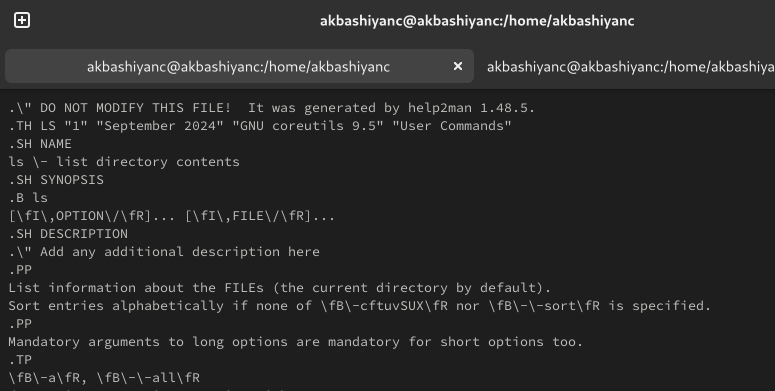 akbashiyanc@akbashiyanc:/home/akbashiyanc
akbashiyanc@akbashiyanc:/home/akbashiyanc × akbashiyanc@akbashiyanc:/home/akbashiya
.\" DO NOT MODIFY THIS FILE!  It was generated by help2man 1.48.5.
.TH LS "1" "September 2024" "GNU coreutils 9.5" "User Commands"
.SH NAME
ls \- list directory contents
.SH SYNOPSIS
.B ls
[\fI\,OPTION\/\fR]... [\fI\,FILE\/\fR]...
.SH DESCRIPTION
.\" Add any additional description here
.PP
List information about the FILEs (the current directory by default).
Sort entries alphabetically if none of \fB\-cftuvSUX\fR nor \fB\-\-sort\fR is specified.
.PP
Mandatory arguments to long options are mandatory for short options too.
.TP
\fB\-a\fR, \fB\-\-all\fR